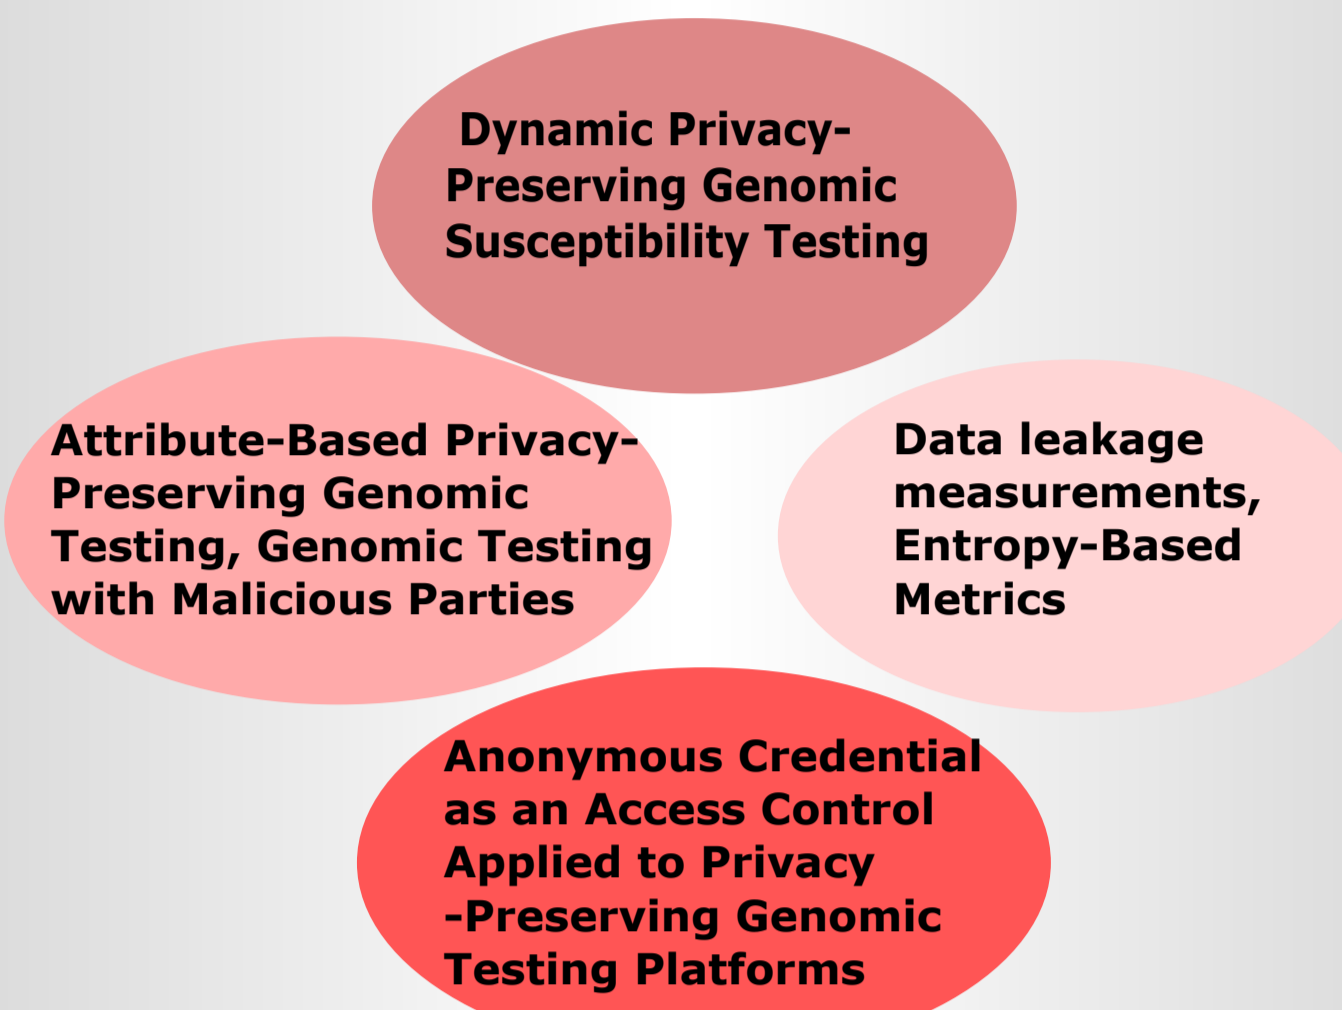 Dynamic Privacy-
Preserving Genomic
Susceptibility Testing
Attribute-Based Privacy-
Preserving Genomic
Testing, Genomic Testing
with Malicious Parties
Data leakage
measurements,
Entropy-Based
Metrics
Anonymous Credential
as an Access Control
Applied to Privacy
-Preserving Genomic
Testing Platforms